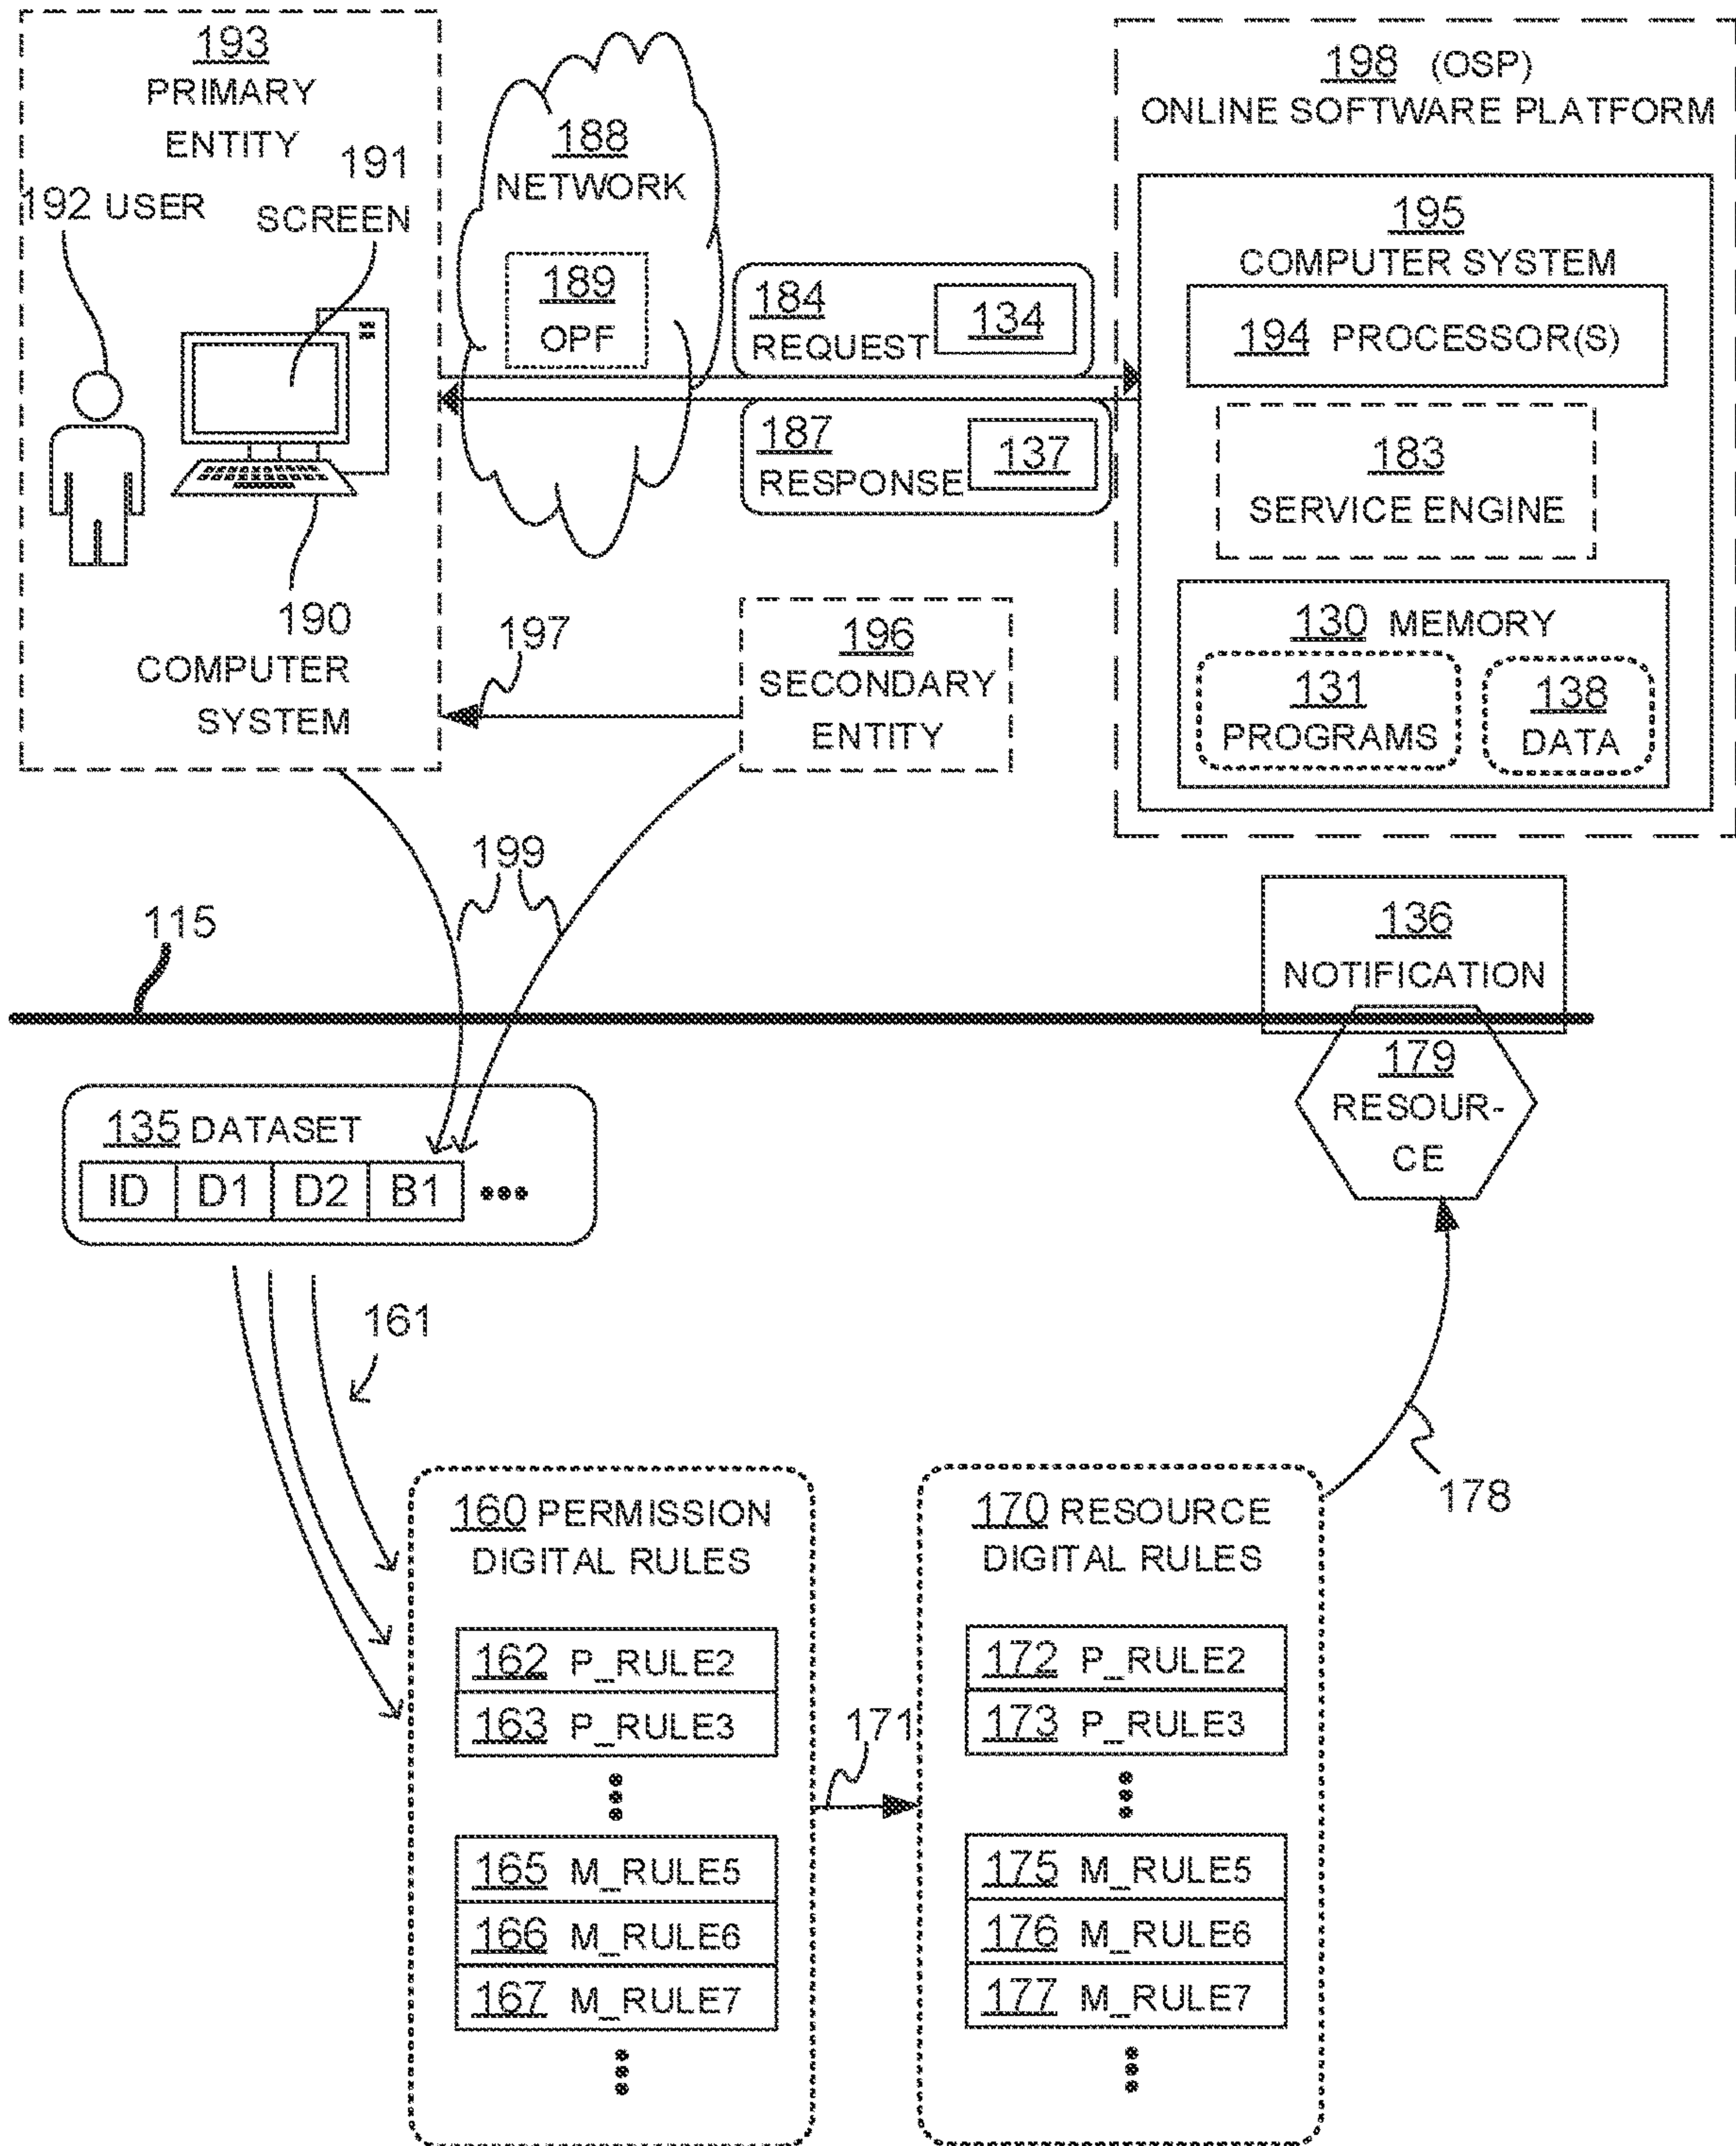 193
PRIMARY
ENTITY
192 USER
191
SCREEN
190
COMPUTER
SYSTEM
188
NETWORK
189
OPF
184
REQUEST
134
187
RESPONSE
137
198 (OSP)
ONLINE SOFTWARE PLATFORM
195
COMPUTER SYSTEM
194 PROCESSOR(S)
183
SERVICE ENGINE
130 MEMORY
131
PROGRAMS
138
DATA
197
196
SECONDARY
ENTITY
199
115
136
NOTIFICATION
179
RESOUR-
CE
135 DATASET
ID D1 D2 B1
161
178
160 PERMISSION
DIGITAL RULES
162 P_RULE2
163 P_RULE3
165 M_RULE5
166 M_RULE6
167 M_RULE7
171
170 RESOURCE
DIGITAL RULES
172 P_RULE2
173 P_RULE3
175 M_RULE5
176 M_RULE6
177 M_RULE7